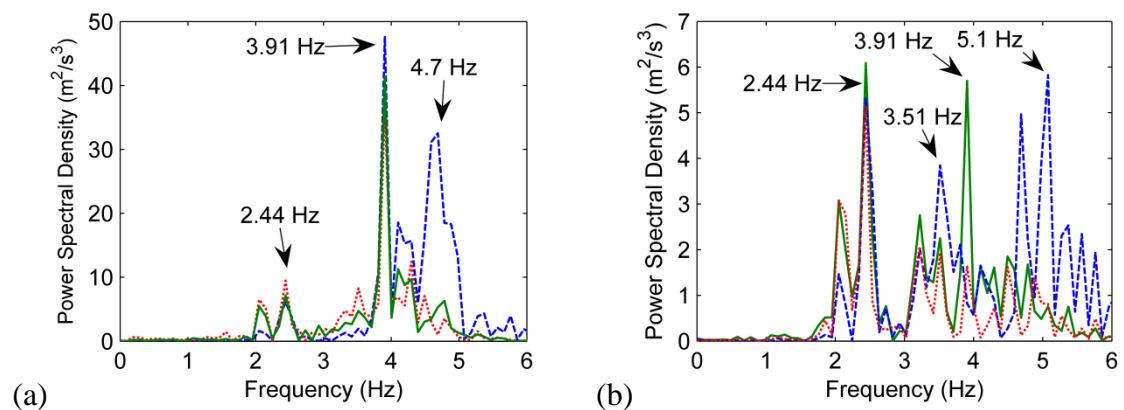 Power Spectral Density (m²/s³)
50
40
30
20
10
0
3.91 Hz
4.7 Hz
2.44 Hz
0 1 2 3 4 5 6
Frequency (Hz)
(a)
Power Spectral Density (m²/s³)
7
6
5
4
3
2
1
0
3.91 Hz
5.1 Hz
2.44 Hz
3.51 Hz
0 1 2 3 4 5 6
Frequency (Hz)
(b)